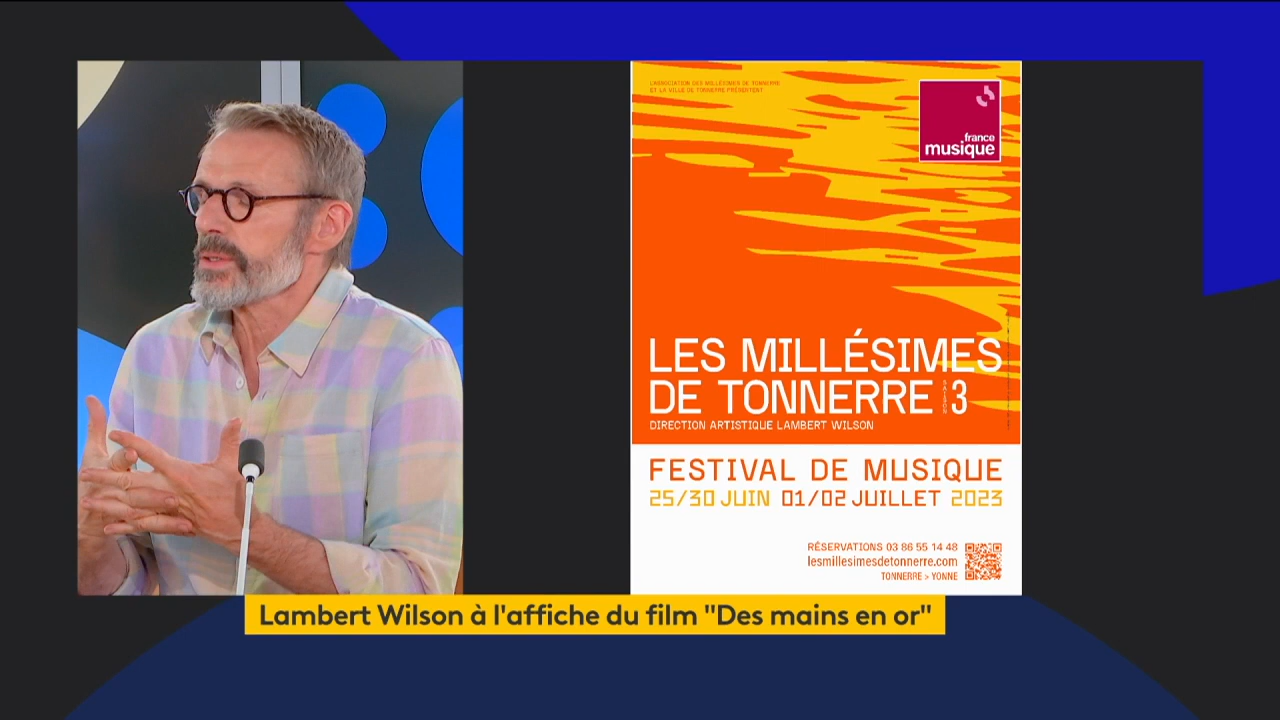 L'ASSOCIATION DES MILLÉSIMES DE TONNERRE
ET LA VILLE DE TONNERRE PRÉSENTENT
france
musique
LES MILLÉSIMES
DE TONNERRE SAISON 3
DIRECTION ARTISTIQUE LAMBERT WILSON
FESTIVAL DE MUSIQUE
25/30 JUIN 01/02 JUILLET 2023
RÉSERVATIONS 03 86 55 14 48
lesmillesimesdetonnerre.com
TONNERRE > YONNE
Lambert Wilson à l'affiche du film "Des mains en or"